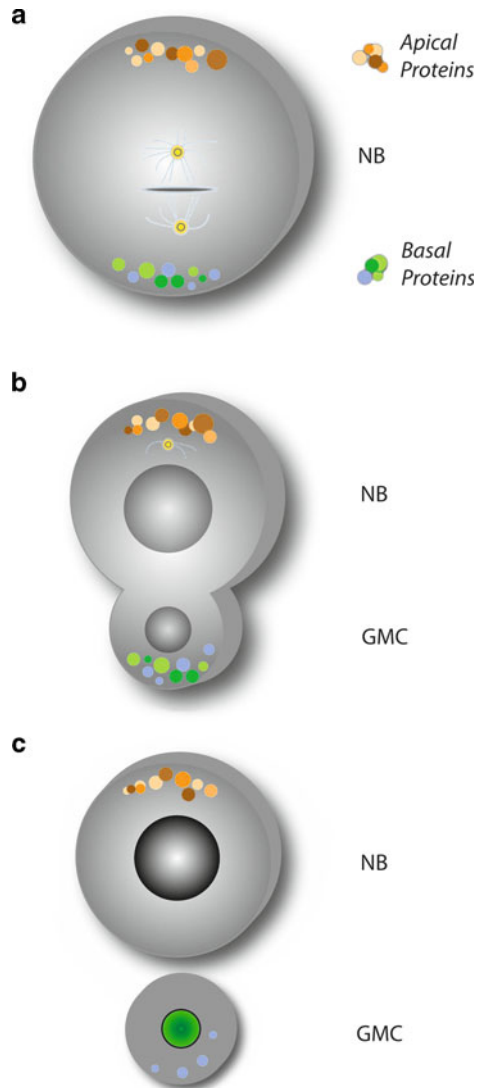 a
Apical
Proteins
NB
Basal
Proteins
b
NB
GMC
c
NB
GMC